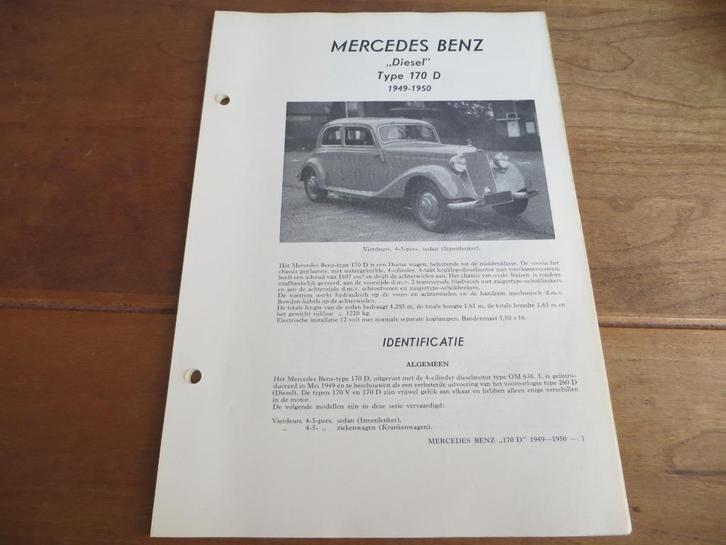 MERCEDES BENZ
„Diesel"
Type 170 D
1949-1950
Vierdeurs, 4-5-pers. sedan (Innenlenker).
Het Mercedes-Benz-type 170 D is een Duitse wagen, behorende tot de middenklasse. De voorin het
chassis geplaatste, met watergekoelde, 4-cilinder, 4-takt kopklep-dieselmotor met voorkamersysteem
heeft een inhoud van 1697 cm³ en drijft de achterwielen aan. Het chassis van ovale buizen is rondom
onafhankelijk geveerd, aan de voorzijde d.m.v. 2 transversale bladveren met zuigertype-schokbrekers
en aan de achterzijde d.m.v. schroefveren en zuigertype-schokbrekers.
De voetrem werkt hydraulisch op de voor- en achterwielen en de handrem mechanisch d.m.v.
Bowden-kabels op de achterwielen.
De totale lengte van de sedan bedraagt 4,285 m, de totale hoogte 1,61 m, de totale breedte 1,63 m en
het gewicht rijklaar ± 1220 kg.
Electrische installatie 12 volt met normale separate koplampen. Bandenmaat 5,50 x 16.
IDENTIFICATIE
ALGEMEEN
Het Mercedes Benz-type 170 D, uitgerust met de 4-cilinder dieselmotor type OM 636. I, is geïntro-
duceerd in Mei 1949 en te beschouwen als een verbeterde uitvoering van het vooroorlogse type 260 D
(Diesel). De typen 170 V en 170 D zijn vrijwel gelijk aan elkaar en hebben alleen enige verschillen
in de motor.
De volgende modellen zijn in deze serie vervaardigd:
Vierdeurs 4-5-pers. sedan (Innenlenker).
„ 4-5- „ ziekenwagen (Krankenwagen).
MERCEDES BENZ „170 D" 1949—1950 — 1